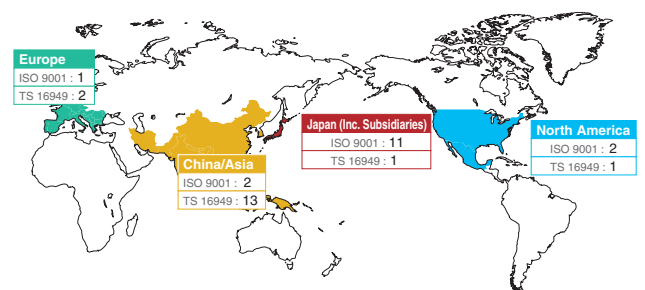 Europe
ISO 9001 : 1
TS 16949 : 2
China/Asia
ISO 9001 : 2
TS 16949 : 13
Japan (Inc. Subsidiaries)
ISO 9001 : 11
TS 16949 : 1
North America
ISO 9001 : 2
TS 16949 : 1